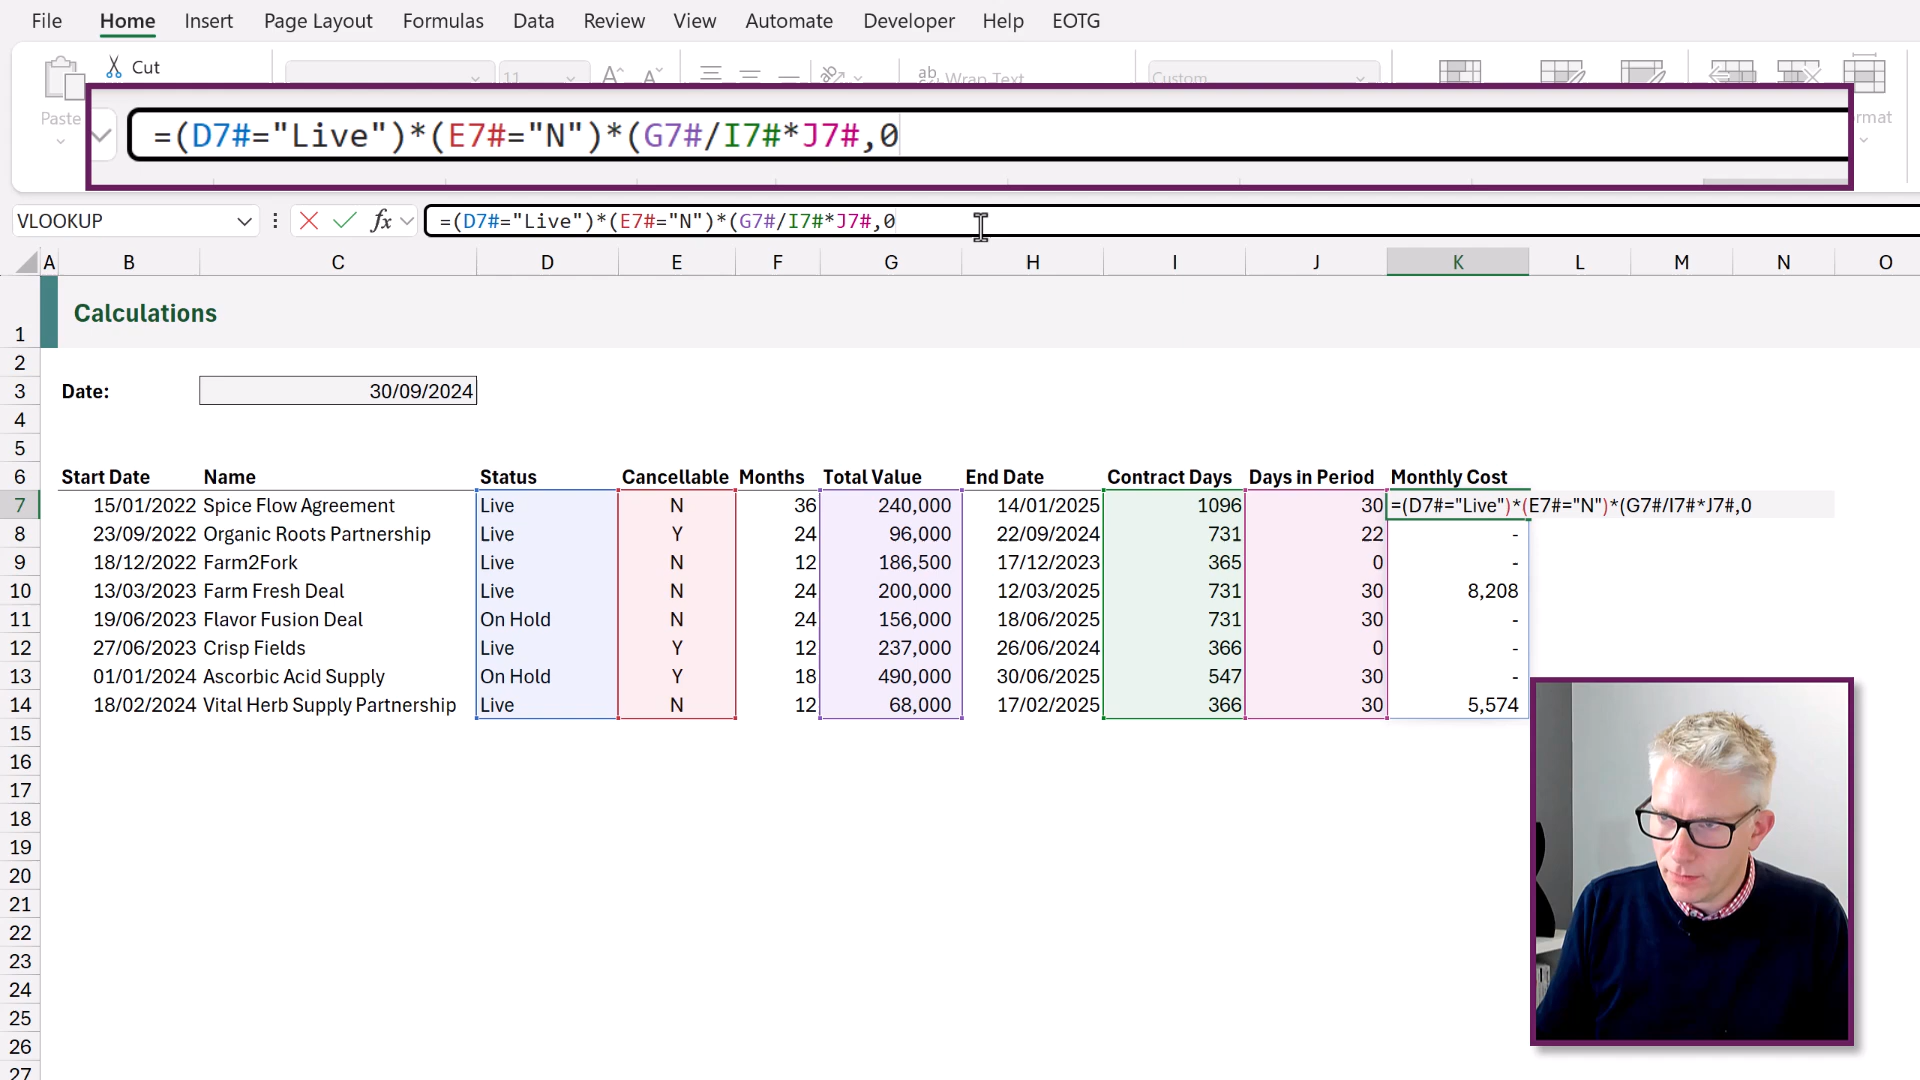 File Home Insert Page Layout Formulas Data Review View Automate Developer Help EOTG
Cut
Paste
11
Wrap Text
Custom
rmat
=(D7#="Live")*(E7#="N")*(G7#/I7#*J7#,0
VLOOKUP
fx
=(D7#="Live")*(E7#="N")*(G7#/I7#*J7#,0
A B C D E F G H I J K L M N O
1 Calculations
2
3 Date: 30/09/2024
4
5
6 Start Date Name Status Cancellable Months Total Value End Date Contract Days Days in Period Monthly Cost
7 15/01/2022 Spice Flow Agreement Live N 36 240,000 14/01/2025 1096 30 =(D7#="Live")*(E7#="N")*(G7#/I7#*J7#,0
8 23/09/2022 Organic Roots Partnership Live Y 24 96,000 22/09/2024 731 22 -
9 18/12/2022 Farm2Fork Live N 12 186,500 17/12/2023 365 0 -
10 13/03/2023 Farm Fresh Deal Live N 24 200,000 12/03/2025 731 30 8,208
11 19/06/2023 Flavor Fusion Deal On Hold N 24 156,000 18/06/2025 731 30 -
12 27/06/2023 Crisp Fields Live Y 12 237,000 26/06/2024 366 0 -
13 01/01/2024 Ascorbic Acid Supply On Hold Y 18 490,000 30/06/2025 547 30 -
14 18/02/2024 Vital Herb Supply Partnership Live N 12 68,000 17/02/2025 366 30 5,574
15
16
17
18
19
20
21
22
23
24
25
26
27